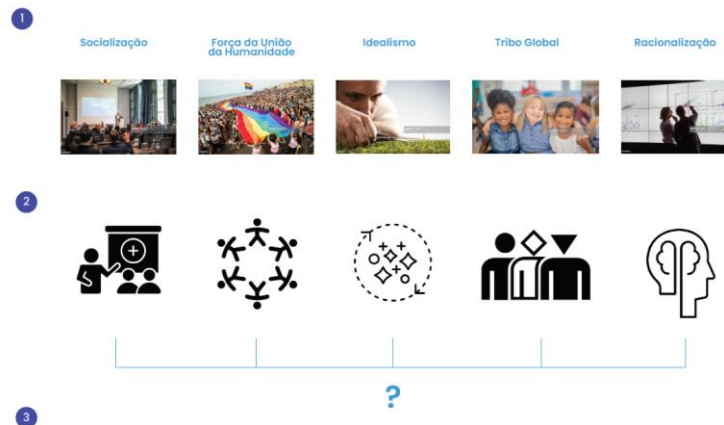 1
Socialização
Força da União
da Humanidade
Idealismo
Tribo Global
Racionalização
2
?
3